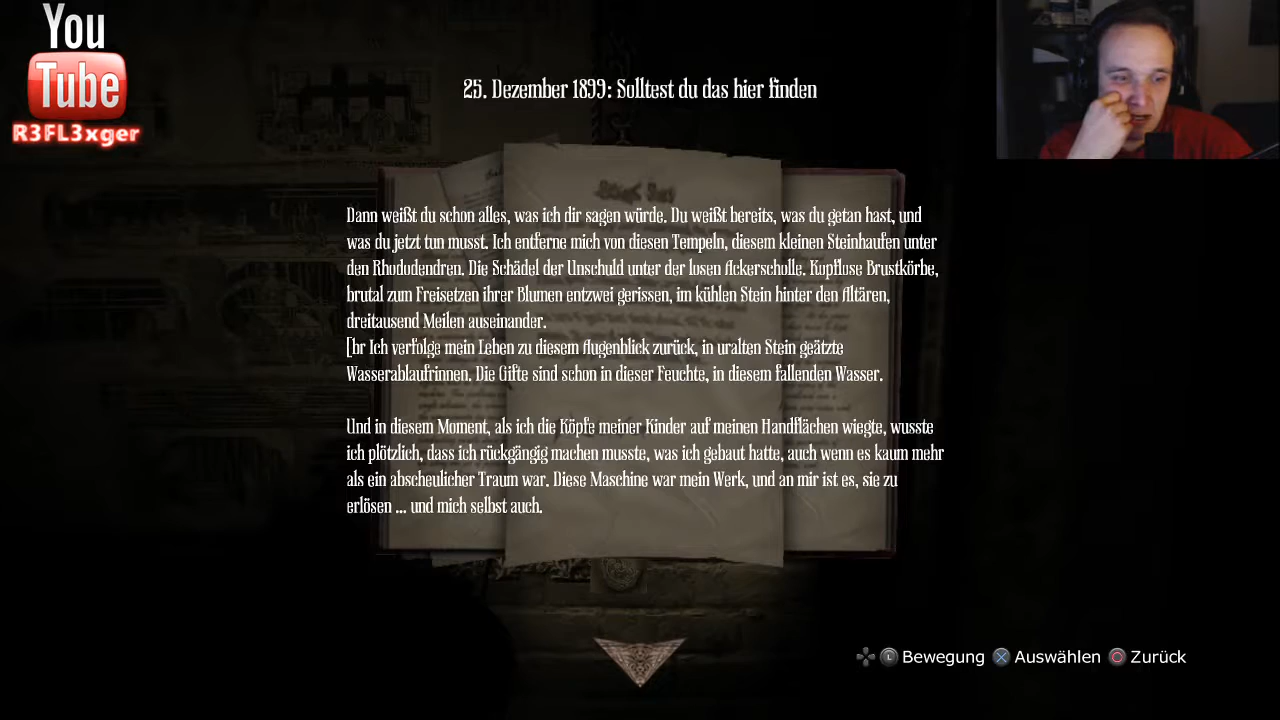 You
Tube
R3FL3xger
25. Dezember 1899: Solltest du das hier finden
Dann weißt du schon alles, was ich dir sagen würde. Du weißt bereits, was du getan hast, und
was du jetzt tun musst. Ich entferne mich von diesen Tempeln, diesem kleinen Steinhaufen unter
den Rhododendren. Die Schädel der Unschuld unter der losen Ackerscholle. Kopflose Brustkörbe,
brutal zum Freisetzen ihrer Blumen entzwei gerissen, im kühlen Stein hinter den Altären,
dreitausend Meilen auseinander.
[br Ich verfolge mein Leben zu diesem Augenblick zurück, in uralten Stein geätzte
Wasserablaufrinnen. Die Gifte sind schon in dieser Feuchte, in diesem fallenden Wasser.
Und in diesem Moment, als ich die Köpfe meiner Kinder auf meinen Handflächen wiegte, wusste
ich plötzlich, dass ich rückgängig machen musste, was ich gebaut hatte, auch wenn es kaum mehr
als ein abscheulicher Traum war. Diese Maschine war mein Werk, und an mir ist es, sie zu
erlösen ... und mich selbst auch.
L Bewegung Auswählen Zurück